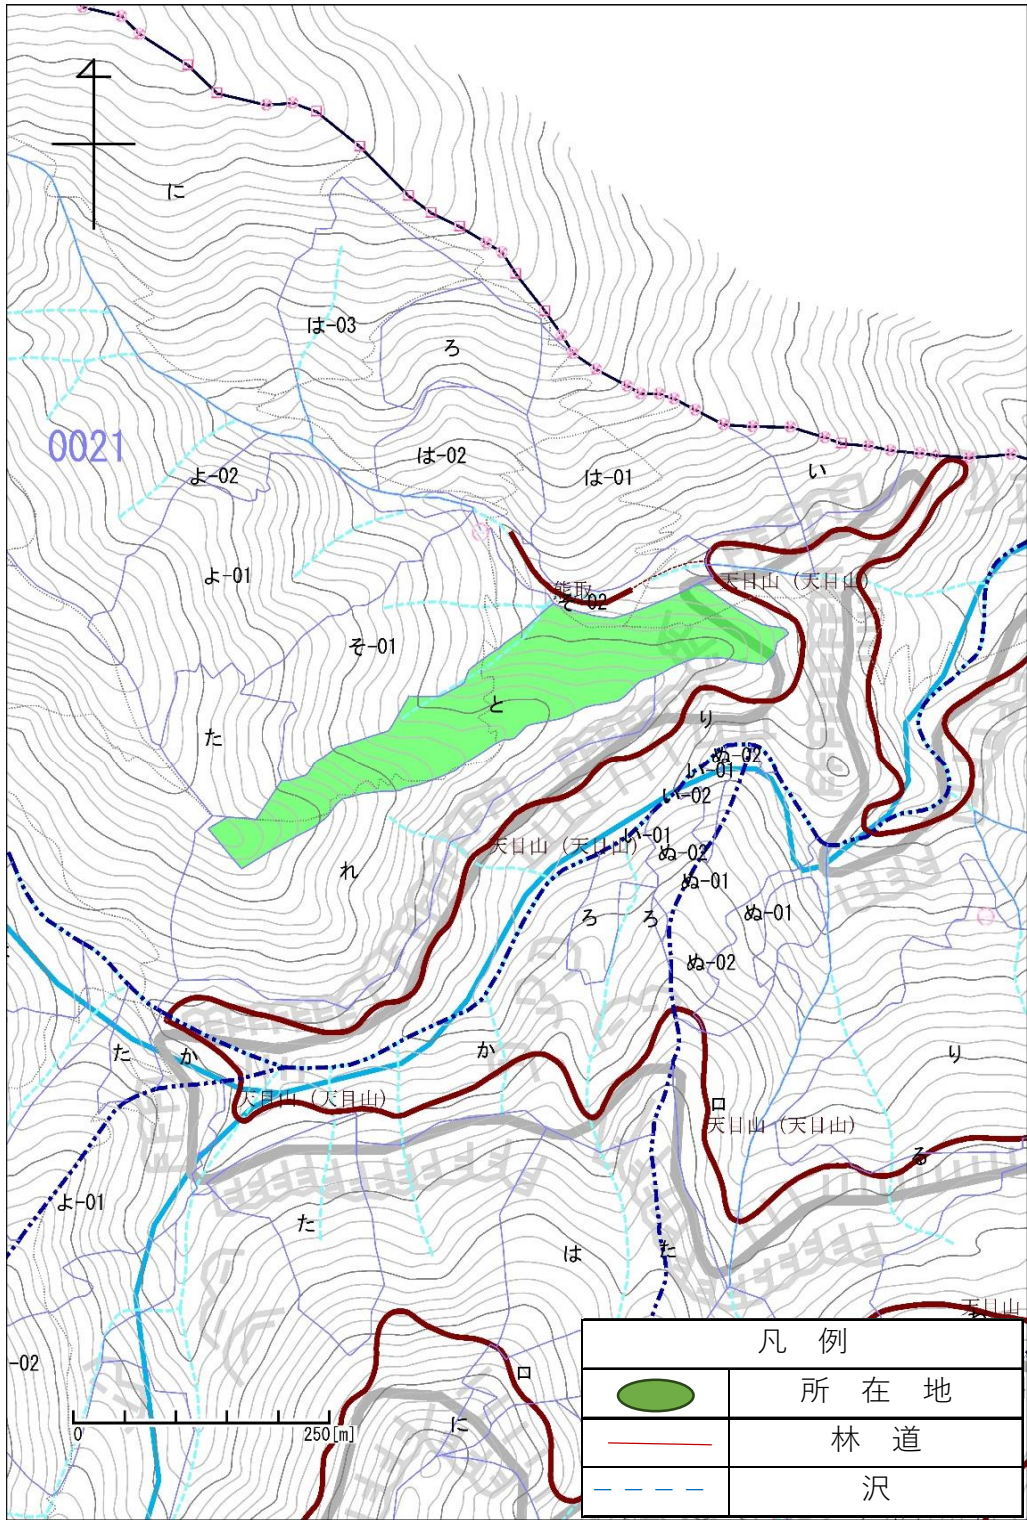 に
は-03
ろ
0021
よ-02
は-02
は-01
い
よ-01
熊取
そ-02
天目山（天目山）
そ-01
と
た
り
ぬ-02
い-01
い-02
い-01
天目山（天目山）
ぬ-02
れ
ぬ-01
ろ
ろ
ぬ-01
ぬ-02
た
か
か
り
天目山（天目山）
ロ
天目山（天目山）
る
よ-01
た
は
た
天目山
-02
ロ
に
0
250[m]
凡 例
所 在 地
林 道
沢